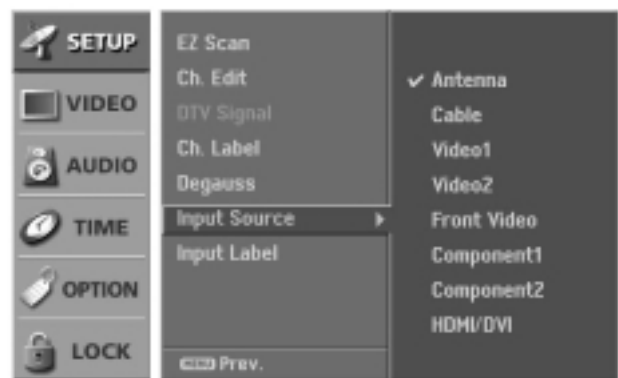 SETUP
VIDEO
AUDIO
TIME
OPTION
LOCK
EZ Scan
Ch. Edit
DTV Signal
Ch. Label
Degauss
Input Source
Input Label
MENU Prev.
✓ Antenna
Cable
Video1
Video2
Front Video
Component1
Component2
HDMI/DVI